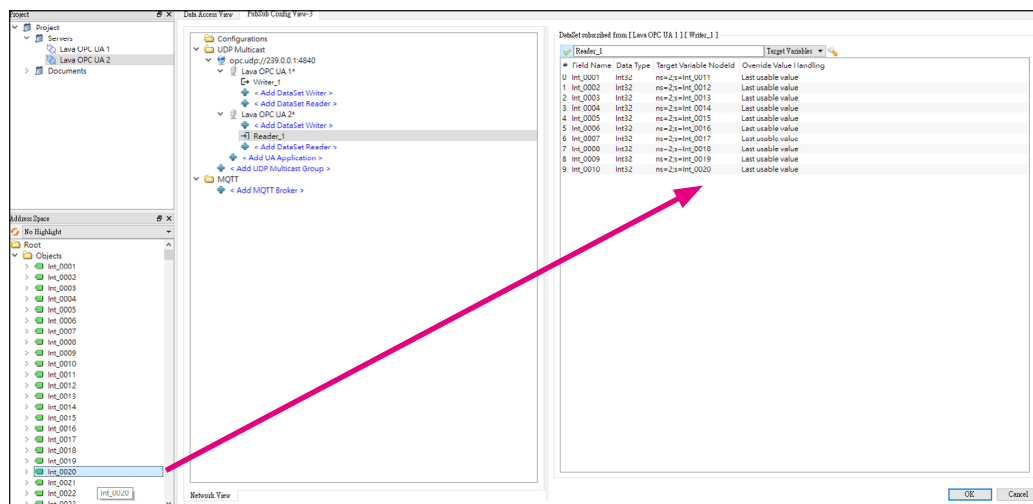 Project
Project
Servers
Lava OPC UA 1
Lava OPC UA 2
Documents
Address Space
No Highlight
Root
Objects
Int_0001
Int_0002
Int_0003
Int_0004
Int_0005
Int_0006
Int_0007
Int_0008
Int_0009
Int_0010
Int_0011
Int_0012
Int_0013
Int_0014
Int_0015
Int_0016
Int_0017
Int_0018
Int_0019
Int_0020
Int_0021
Int_0022
Int_0020
Int_0023
Data Access View PubSub Config View-3
Configurations
UDP Multicast
opc.udp://239.0.0.1:4840
Lava OPC UA 1*
Writer_1
< Add DataSet Writer >
< Add DataSet Reader >
Lava OPC UA 2*
< Add DataSet Writer >
Reader_1
< Add DataSet Reader >
< Add UA Application >
< Add UDP Multicast Group >
MQTT
< Add MQTT Broker >
Network View
DataSet subscribed from [ Lava OPC UA 1 ] [ Writer_1 ]
Reader_1 Target Variables
# Field Name Data Type Target Variable NodeId Override Value Handling
0 Int_0001 Int32 ns=2;s=Int_0011 Last usable value
1 Int_0002 Int32 ns=2;s=Int_0012 Last usable value
2 Int_0003 Int32 ns=2;s=Int_0013 Last usable value
3 Int_0004 Int32 ns=2;s=Int_0014 Last usable value
4 Int_0005 Int32 ns=2;s=Int_0015 Last usable value
5 Int_0006 Int32 ns=2;s=Int_0016 Last usable value
6 Int_0007 Int32 ns=2;s=Int_0017 Last usable value
7 Int_0008 Int32 ns=2;s=Int_0018 Last usable value
8 Int_0009 Int32 ns=2;s=Int_0019 Last usable value
9 Int_0010 Int32 ns=2;s=Int_0020 Last usable value
OK Cancel